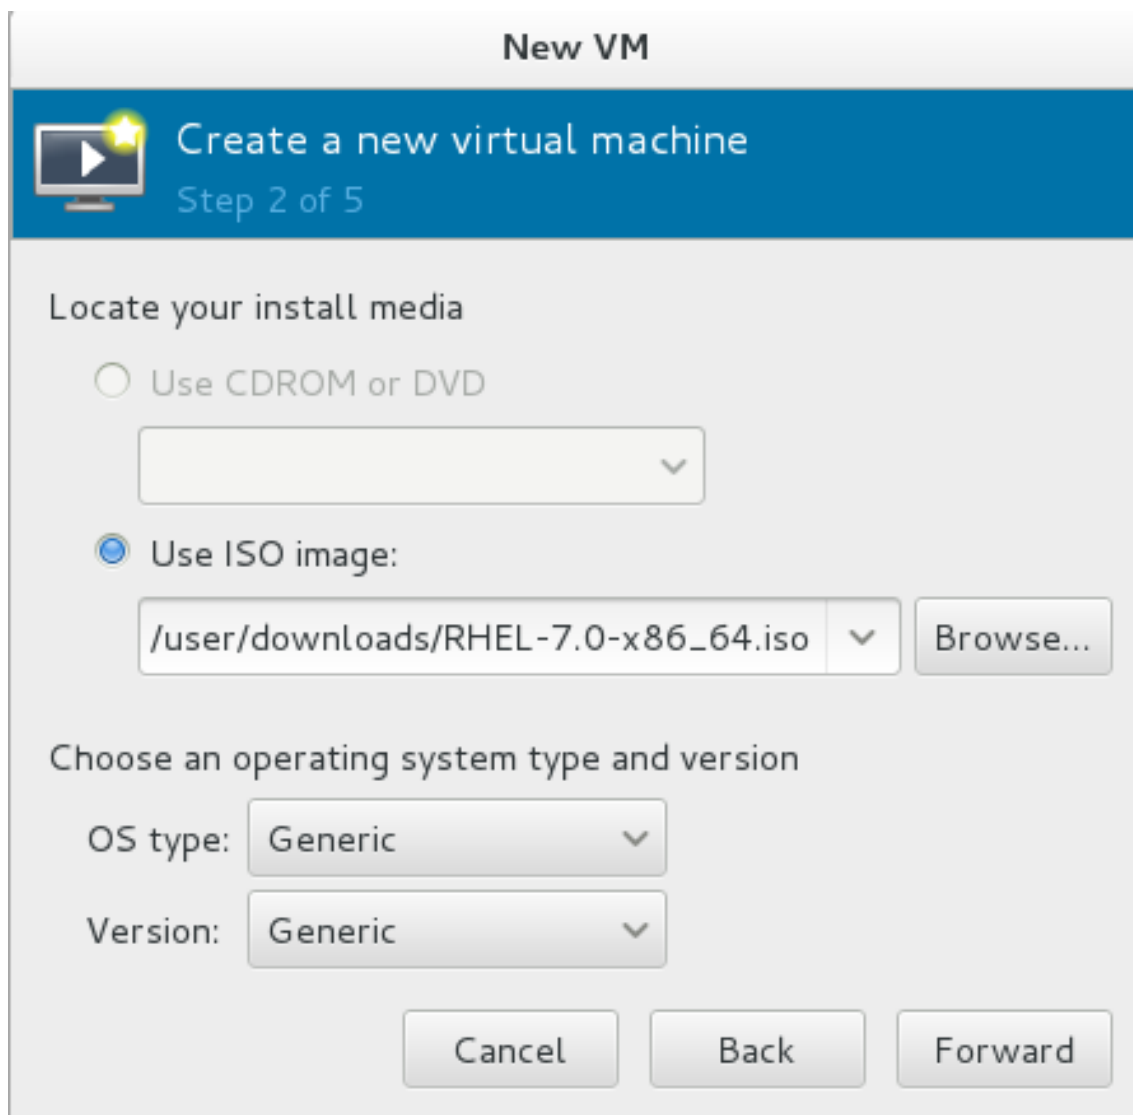 New VM
Create a new virtual machine
Step 2 of 5
Locate your install media
Use CDROM or DVD
Use ISO image:
/user/downloads/RHEL-7.0-x86_64.iso
Browse...
Choose an operating system type and version
OS type: Generic
Version: Generic
Cancel Back Forward